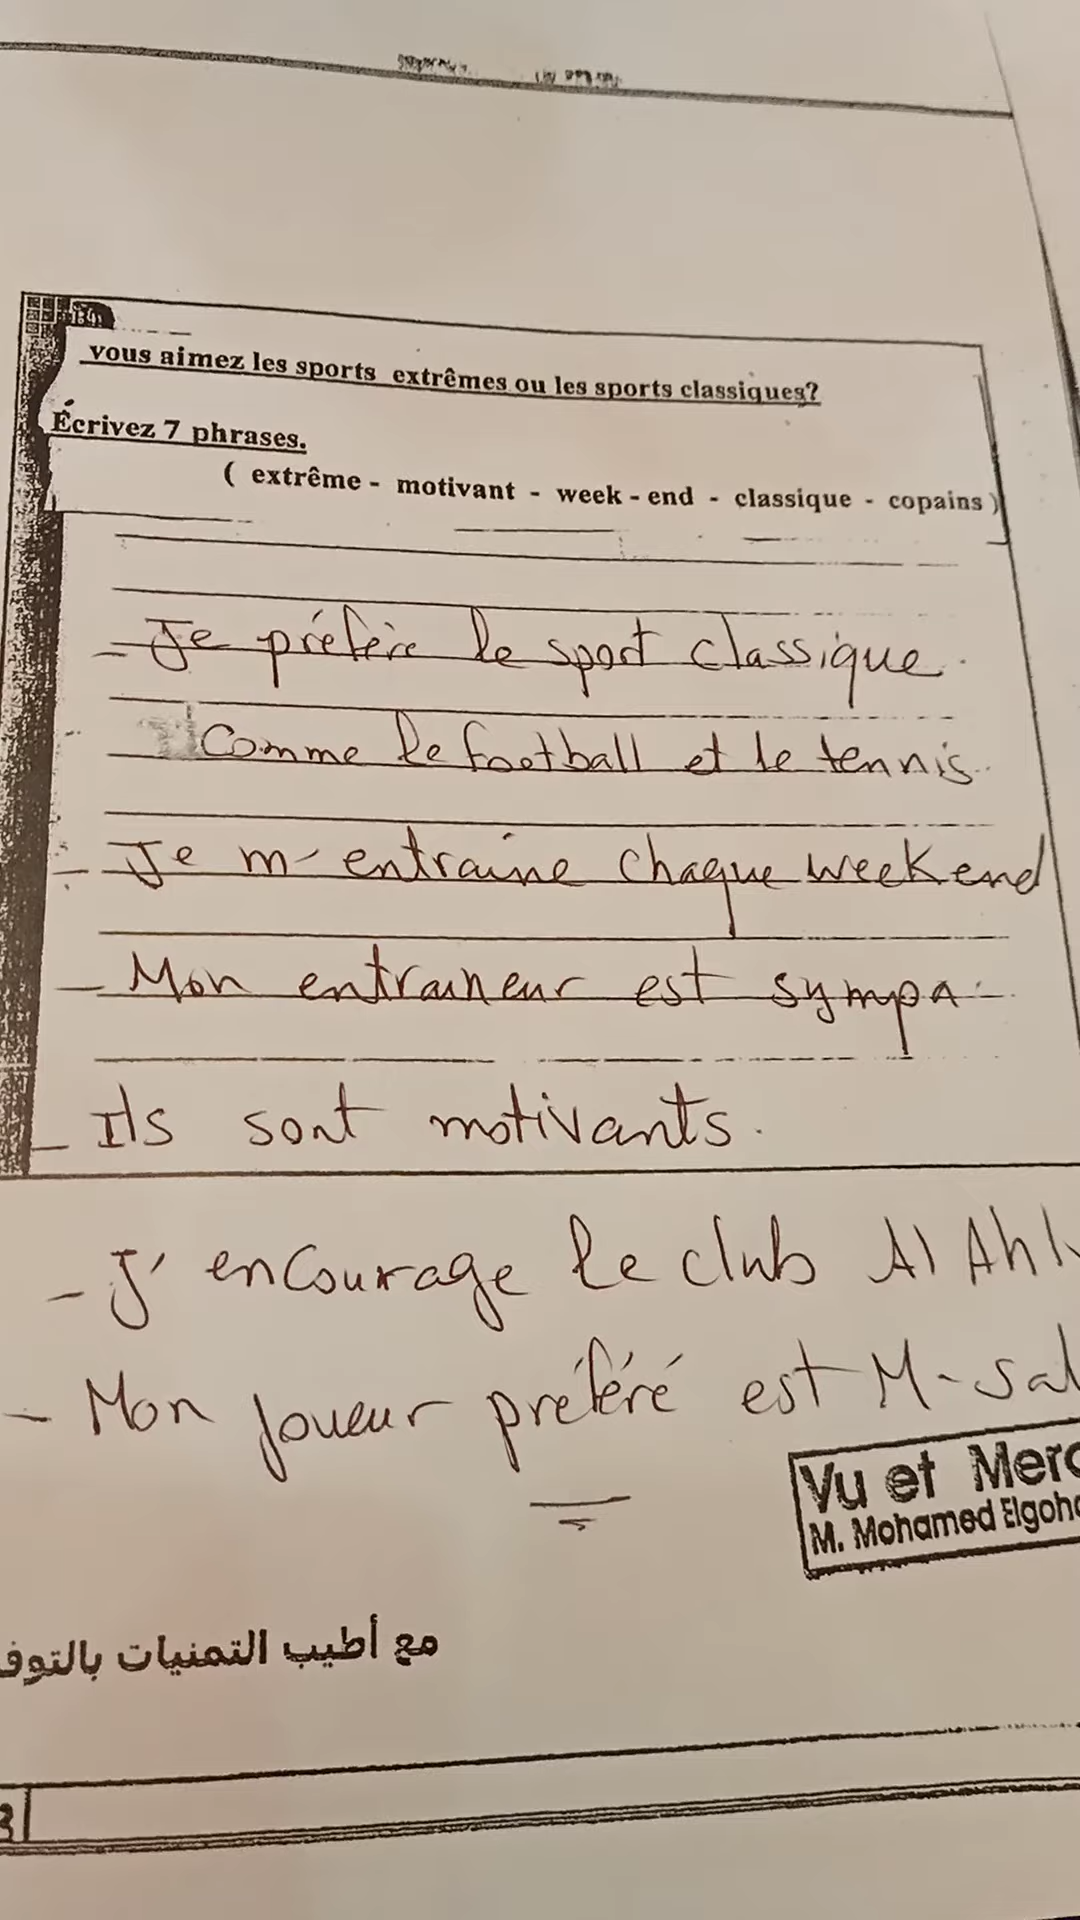 vous aimez les sports extrêmes ou les sports classiques?
Écrivez 7 phrases.
( extrême - motivant - week - end - classique - copains )
- Je préfère le sport classique.
Comme le football et le tennis.
- Je m'entraine chaque weekend
- Mon entraineur est sympa.
- Ils sont motivants.
- J'encourage le club Al Ahl
- Mon joueur préféré est M-sal
Vu et Merc
M. Mohamed Elgoha
مع أطيب التمنيات بالتوف
3